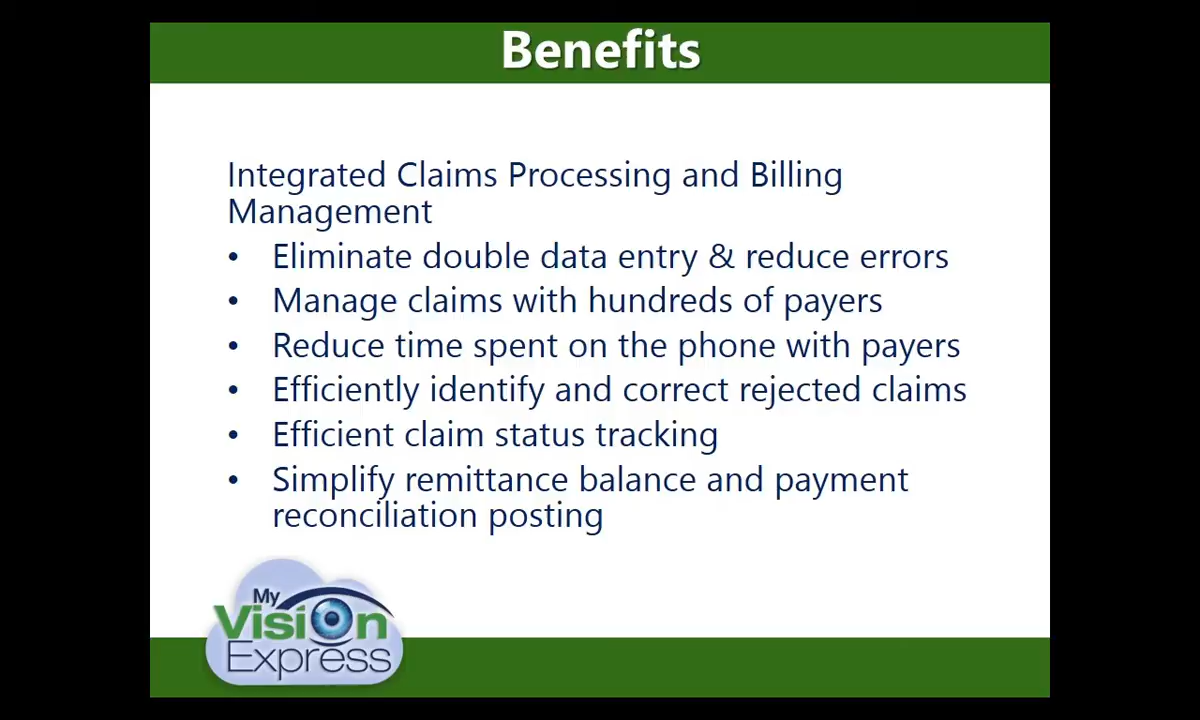 Benefits
Integrated Claims Processing and Billing
Management
• Eliminate double data entry & reduce errors
• Manage claims with hundreds of payers
• Reduce time spent on the phone with payers
• Efficiently identify and correct rejected claims
• Efficient claim status tracking
• Simplify remittance balance and payment
reconciliation posting
My
Vision
Express